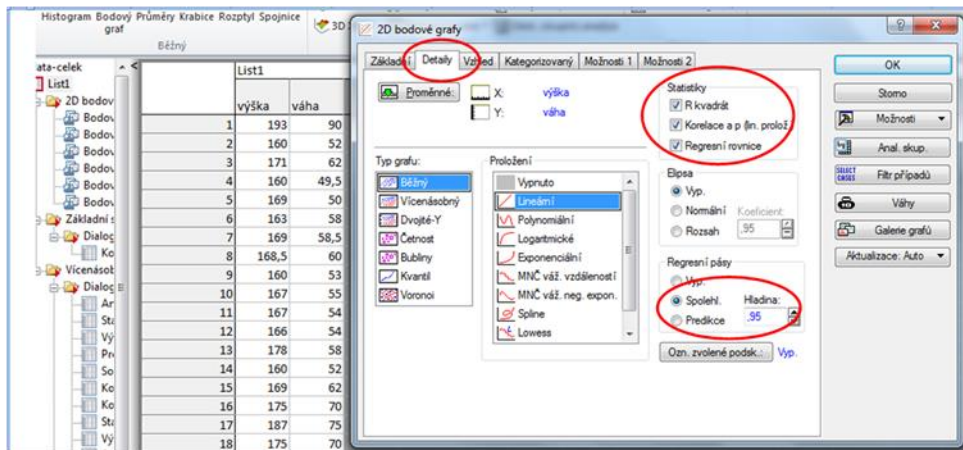 Histogram Bodový Průměry Krabice Rozptyl Spojnice
graf
Běžný
3D
ata-celek
List1
2D bodov
Bodov
Bodov
Bodov
Bodov
Bodov
Základní s
Dialog
Ko
Vícenásob
Dialog
An
Sta
Vý
Pr
So
Ko
Ko
Sta
Vý
List1
výška váha
1 193 90
2 160 52
3 171 62
4 160 49,5
5 169 50
6 163 58
7 169 58,5
8 168,5 60
9 160 53
10 167 55
11 167 54
12 166 54
13 178 58
14 160 52
15 169 62
16 175 70
17 187 75
18 175 70
2D bodové grafy
Základní Detaily Vzhled Kategorizovaný Možnosti 1 Možnosti 2
Proměnné: X: výška
Y: váha
Typ grafu:
Běžný
Vícenásobný
Dvojité-Y
Četnost
Bubliny
Kvantil
Voronoi
Proložení
Vypnuto
Lineární
Polynomiální
Logaritmické
Exponenciální
MNČ váž. vzdáleností
MNČ váž. neg. expon.
Spline
Lowess
Statistiky
R kvadrát
Korelace a p (lin. prolož.)
Regresní rovnice
Elipsa
Vyp.
Normální Koeficient:
Rozsah ,95
Regresní pásy
Vyp.
Spolehl. Hladina:
Predikce ,95
Ozn. zvolené podsk.: Vyp.
OK
Storno
Možnosti
Anal. skup.
SELECT CASES Filtr případů
Váhy
Galerie grafů
Aktualizace: Auto